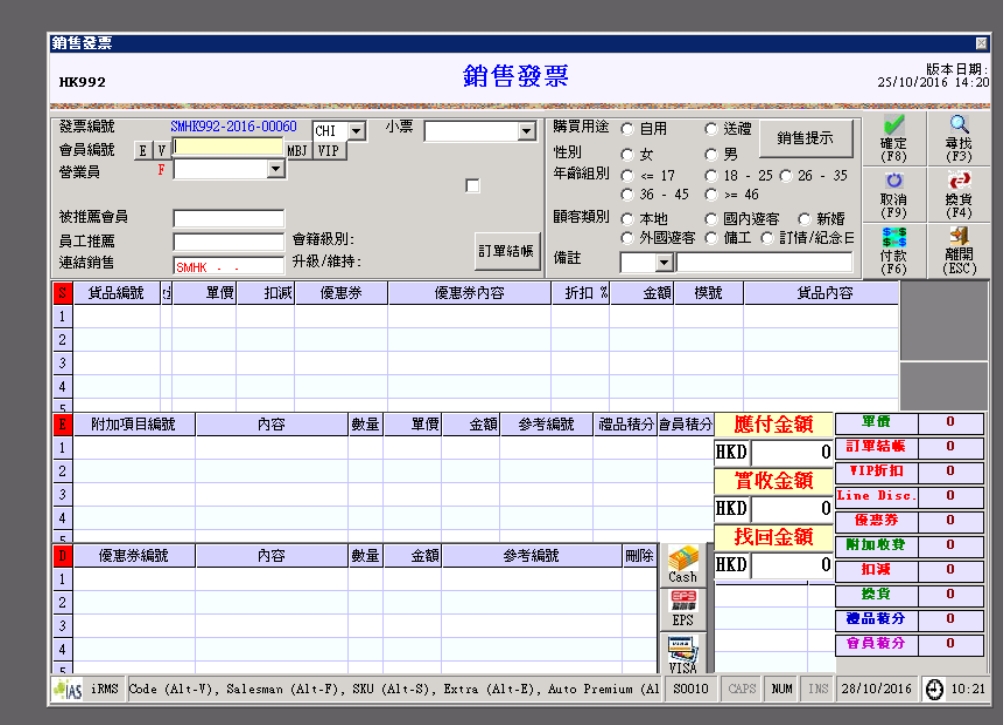 銷售發票
HK992
銷售發票
版本日期:
25/10/2016 14:20
發票編號 SMHK992-2016-00060 CHI 小票
會員編號 E V MBJ VIP
營業員 F
被推薦會員
員工推薦 會籍級別:
連結銷售 SMHK - - 升級/維持:
訂單結帳
購買用途 自用 送禮
性別 女 男
年齡組別 <= 17 18 - 25 26 - 35
36 - 45 >= 46
顧客類別 本地 國內遊客 新婚
外國遊客 傭工 訂情/紀念日
備註
銷售提示
確定 (F8)
尋找 (F3)
取消 (F9)
換貨 (F4)
付款 (F6)
離開 (ESC)
S 貨品編號 單價 扣減 優惠券 優惠券內容 折扣 % 金額 模號 貨品內容
1
2
3
4
5
E 附加項目編號 內容 數量 單價 金額 參考編號 禮品積分 會員積分
1
2
3
4
5
D 優惠券編號 內容 數量 金額 參考編號 刪除
1
2
3
4
5
Cash
EPS
EPS
VISA
應付金額
HKD 0
實收金額
HKD 0
找回金額
HKD 0
單價 0
訂單結帳 0
VIP折扣 0
Line Disc. 0
優惠券 0
附加收費 0
扣減 0
換貨 0
禮品積分 0
會員積分 0
IAS iRMS Code (Alt-V), Salesman (Alt-F), SKU (Alt-S), Extra (Alt-E), Auto Premium (Al S0010 CAPS NUM INS 28/10/2016 10:21